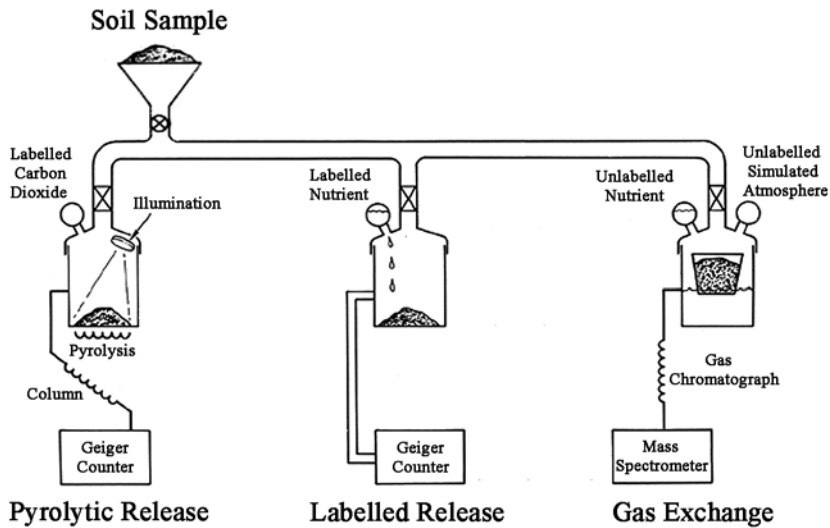 Soil Sample
Labelled
Carbon
Dioxide
Illumination
Labelled
Nutrient
Unlabelled
Nutrient
Unlabelled
Simulated
Atmosphere
Pyrolysis
Column
Gas
Chromatograph
Geiger
Counter
Geiger
Counter
Mass
Spectrometer
Pyrolytic Release
Labelled Release
Gas Exchange